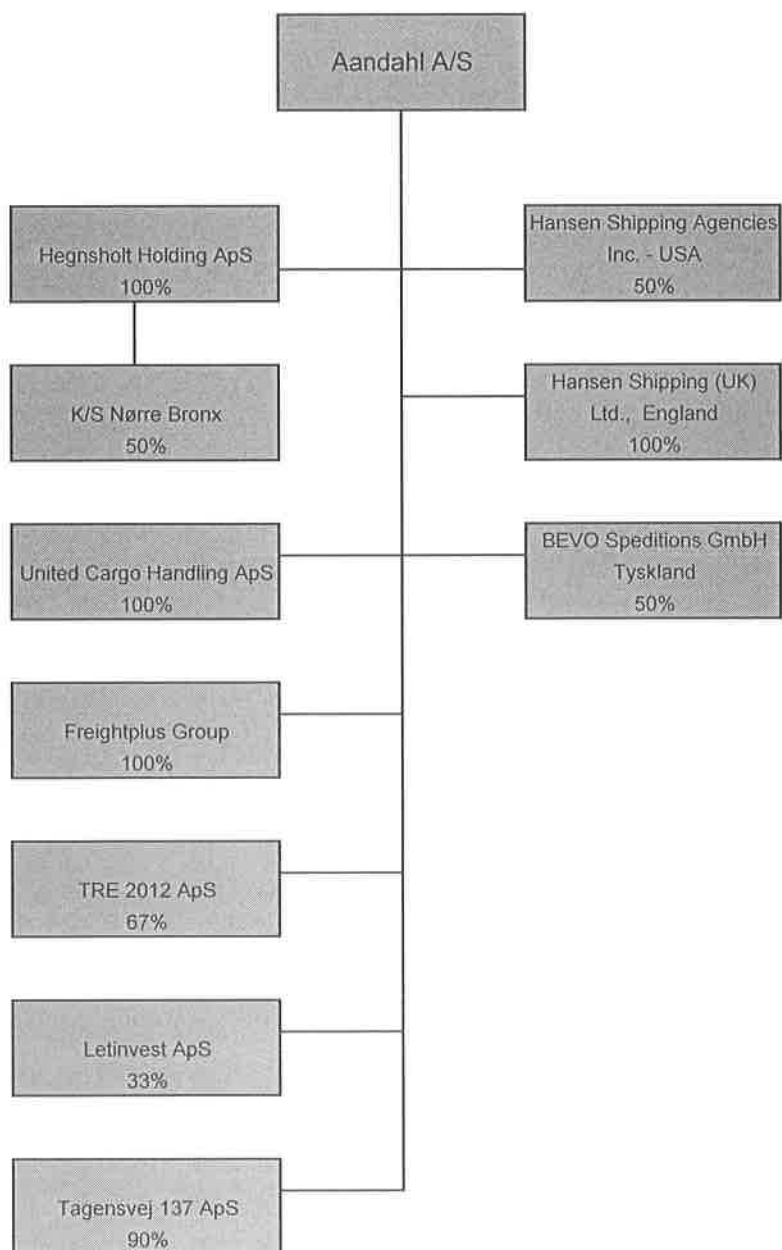 Aandahl A/S
Hegnsholt Holding ApS
100%
Hansen Shipping Agencies
Inc. - USA
50%
K/S Nørre Bronx
50%
Hansen Shipping (UK)
Ltd., England
100%
United Cargo Handling ApS
100%
BEVO Speditions GmbH
Tyskland
50%
Freightplus Group
100%
TRE 2012 ApS
67%
Letinvest ApS
33%
Tagensvej 137 ApS
90%